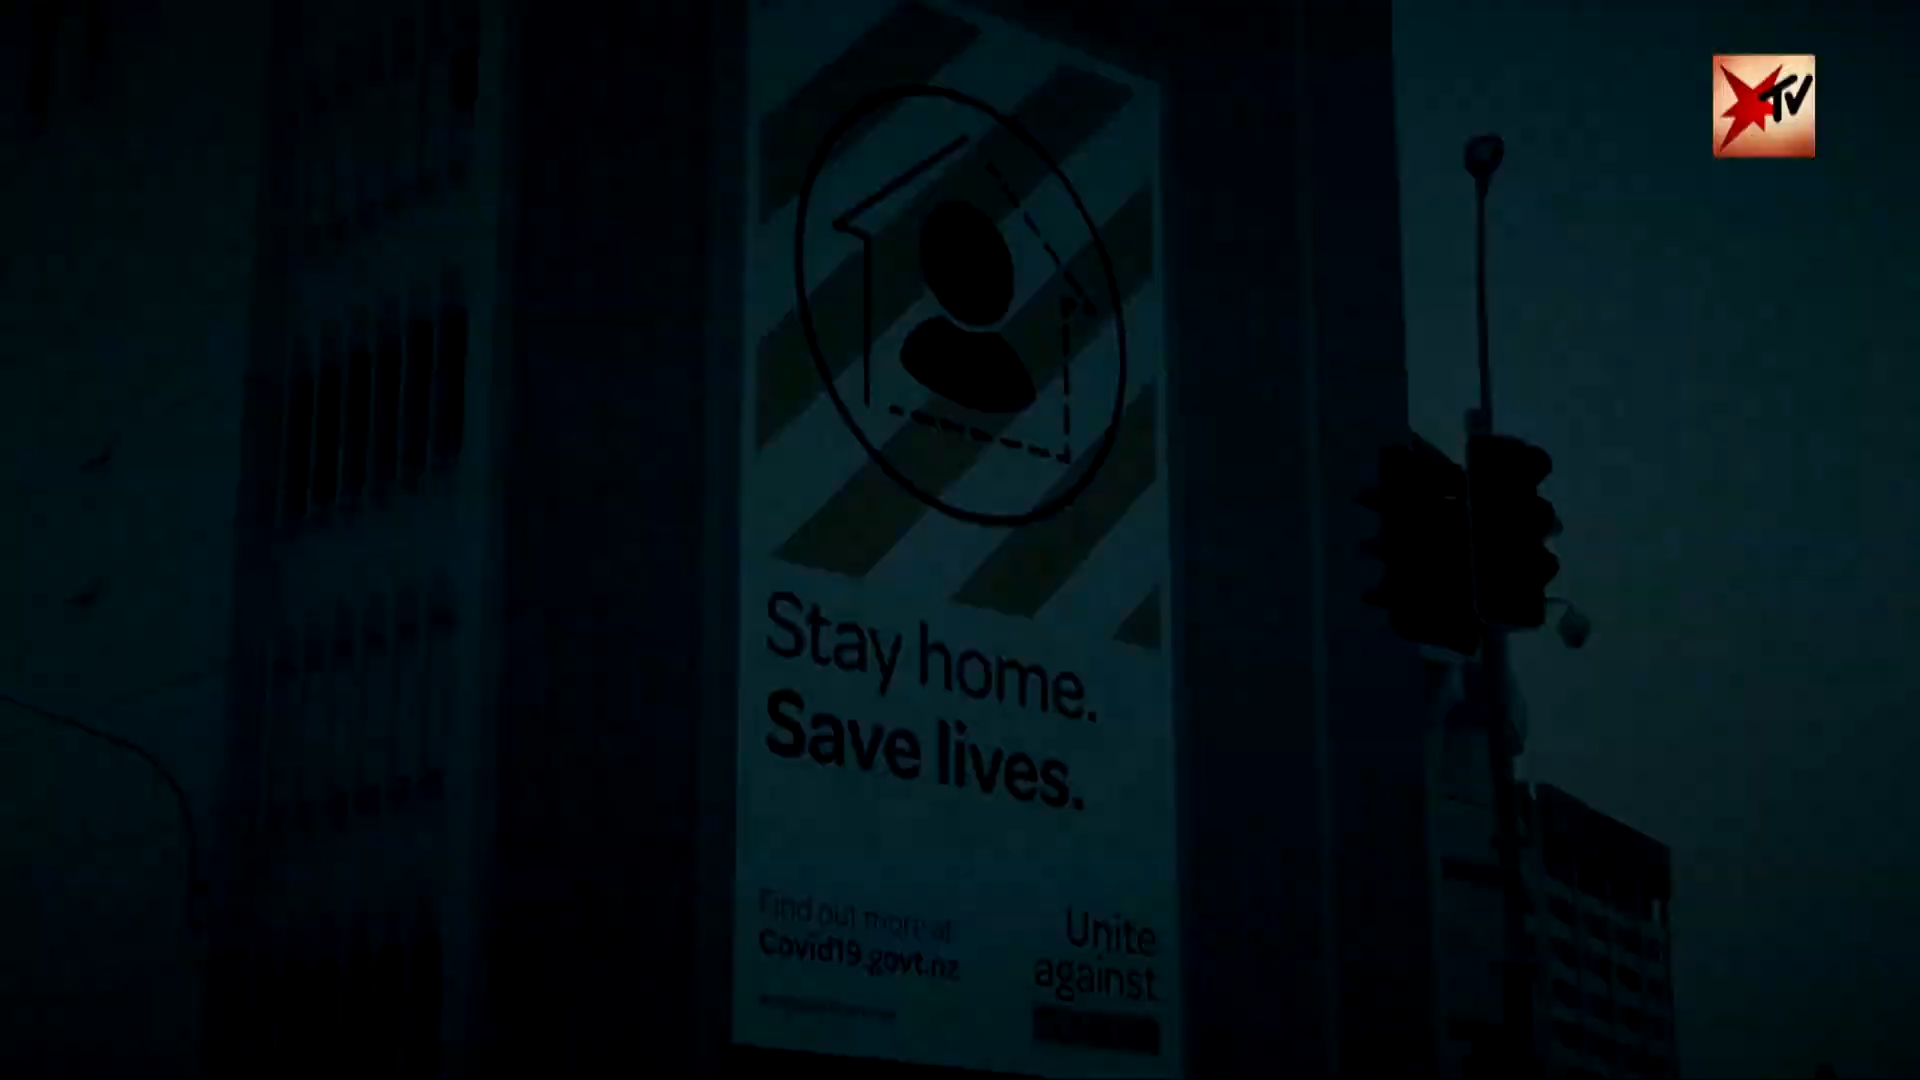 TV
Stay home.
Save lives.
Find out more at
Covid19.govt.nz
Unite
against